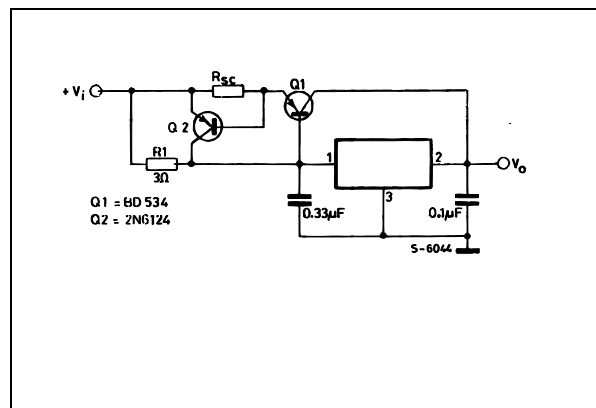 Rsc
Q1
+ Vi
Q 2
R1
3Ω
1
2
Vo
3
Q1 = BD 534
Q2 = 2N6124
0.33μF
0.1μF
S-6044